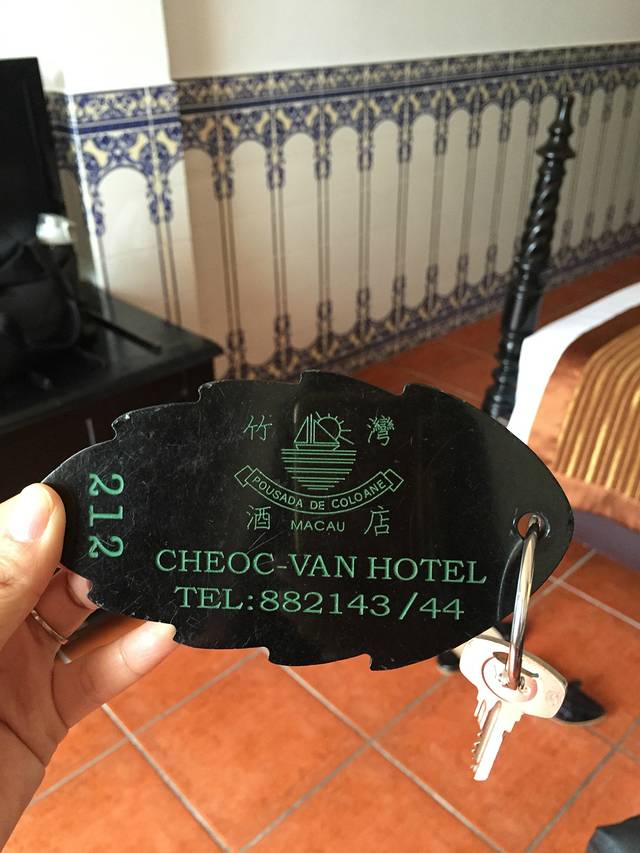 竹 灣
POUSADA DE COLOANE
酒 MACAU 店
212
CHEOC-VAN HOTEL
TEL:882143/44